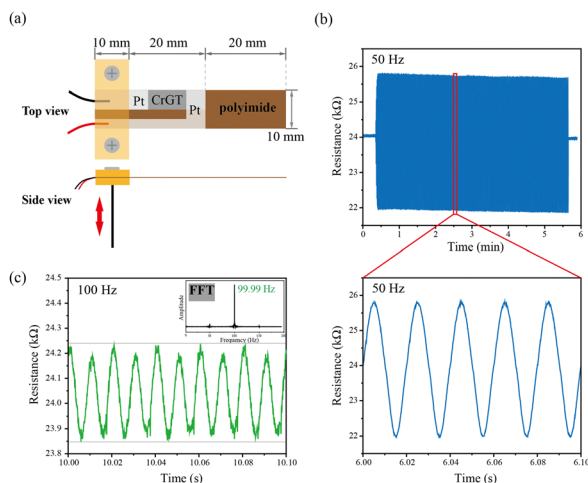 (a)
10 mm
20 mm
20 mm
Top view
Pt
CrGT
Pt
polyimide
10 mm
Side view
(b)
50 Hz
Resistance (kΩ)
26
25
24
23
22
0 1 2 3 4 5 6
Time (min)
50 Hz
Resistance (kΩ)
26
25
24
23
22
6.00 6.02 6.04 6.06 6.08 6.10
Time (s)
(c)
100 Hz
FFT
99.99 Hz
Amplitude
Frequency (Hz)
Resistance (kΩ)
24.5
24.4
24.3
24.2
24.1
24.0
23.9
23.8
10.00 10.02 10.04 10.06 10.08 10.10
Time (s)